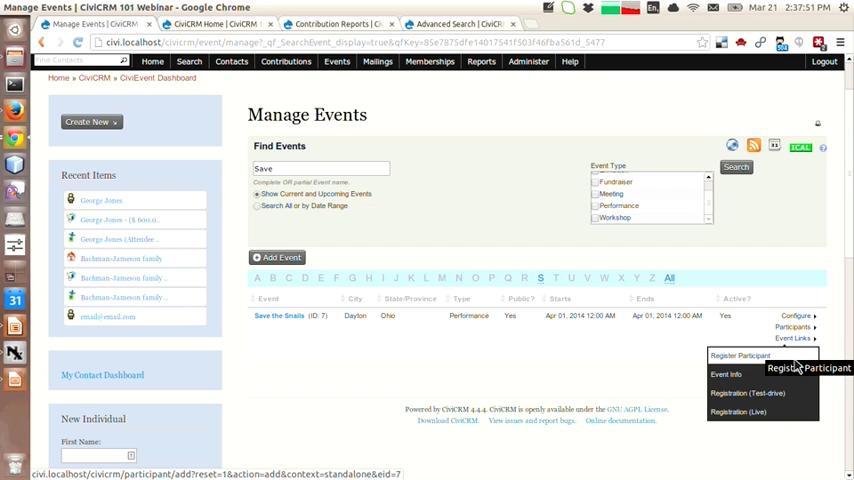 Manage Events | CiviCRM 101 Webinar - Google Chrome
En
Mar 21 2:37:51 PM
Manage Events | CiviCR
CiviCRM Home | CiviCRM 1
Contribution Reports | C
Advanced Search | CiviCR
civi.localhost/civicrm/event/manage?_qf_SearchEvent_display=true&qfKey=85e7875dfe14017541f503f46fba561d_5477
Find Contacts
Home
Search
Contacts
Contributions
Events
Mailings
Memberships
Reports
Administer
Help
Logout
Home » CiviCRM » CiviEvent Dashboard
Create New
Recent Items
George Jones
George Jones - ($ 600.0..
George Jones (Attendee ..
Bachman-Jameson family
Bachman-Jameson family ..
Bachman-Jameson family ..
email@email.com
My Contact Dashboard
New Individual
First Name:
Manage Events
Find Events
Save
Complete OR partial Event name.
Show Current and Upcoming Events
Search All or by Date Range
Event Type
Fundraiser
Meeting
Performance
Workshop
31
ICAL
Search
Add Event
A B C D E F G H I J K L M N O P Q R S T U V W X Y Z All
Event City State/Province Type Public? Starts Ends Active?
Save the Snails (ID: 7) Dayton Ohio Performance Yes Apr 01, 2014 12:00 AM Apr 01, 2014 12:00 AM Yes Configure
Participants
Event Links
Register Participant
Register Participant
Event Info
Registration (Test-drive)
Registration (Live)
Powered by CiviCRM 4.4.4. CiviCRM is openly available under the GNU AGPL License.
Download CiviCRM. View issues and report bugs. Online documentation.
31
civi.localhost/civicrm/participant/add?reset=1&action=add&context=standalone&eid=7